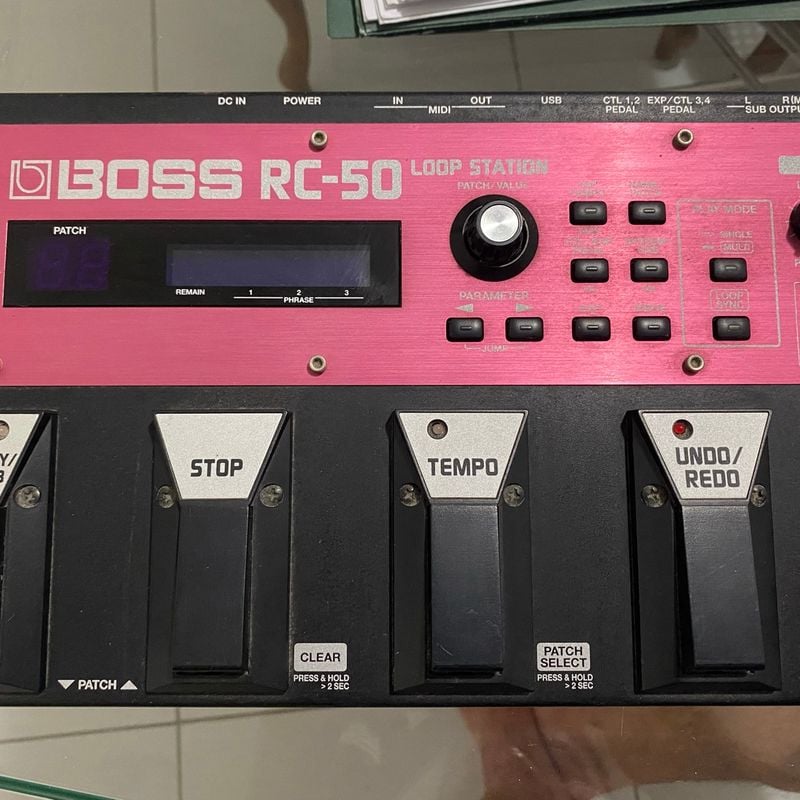 DC IN POWER IN OUT USB CTL 1,2 EXP/CTL 3,4 L
MIDI PEDAL PEDAL SUB OUTPU
BOSS RC-50 LOOP STATION
PATCH/VALUE
PATCH
PLAY MODE
SINGLE
MULTI
REMAIN 1 2 3
PHRASE
PARAMETER
LOOP
SYNC
JUMP
STOP
TEMPO
UNDO/
REDO
CLEAR
PRESS & HOLD
> 2 SEC
PATCH
SELECT
PRESS & HOLD
> 2 SEC
▼ PATCH ▲